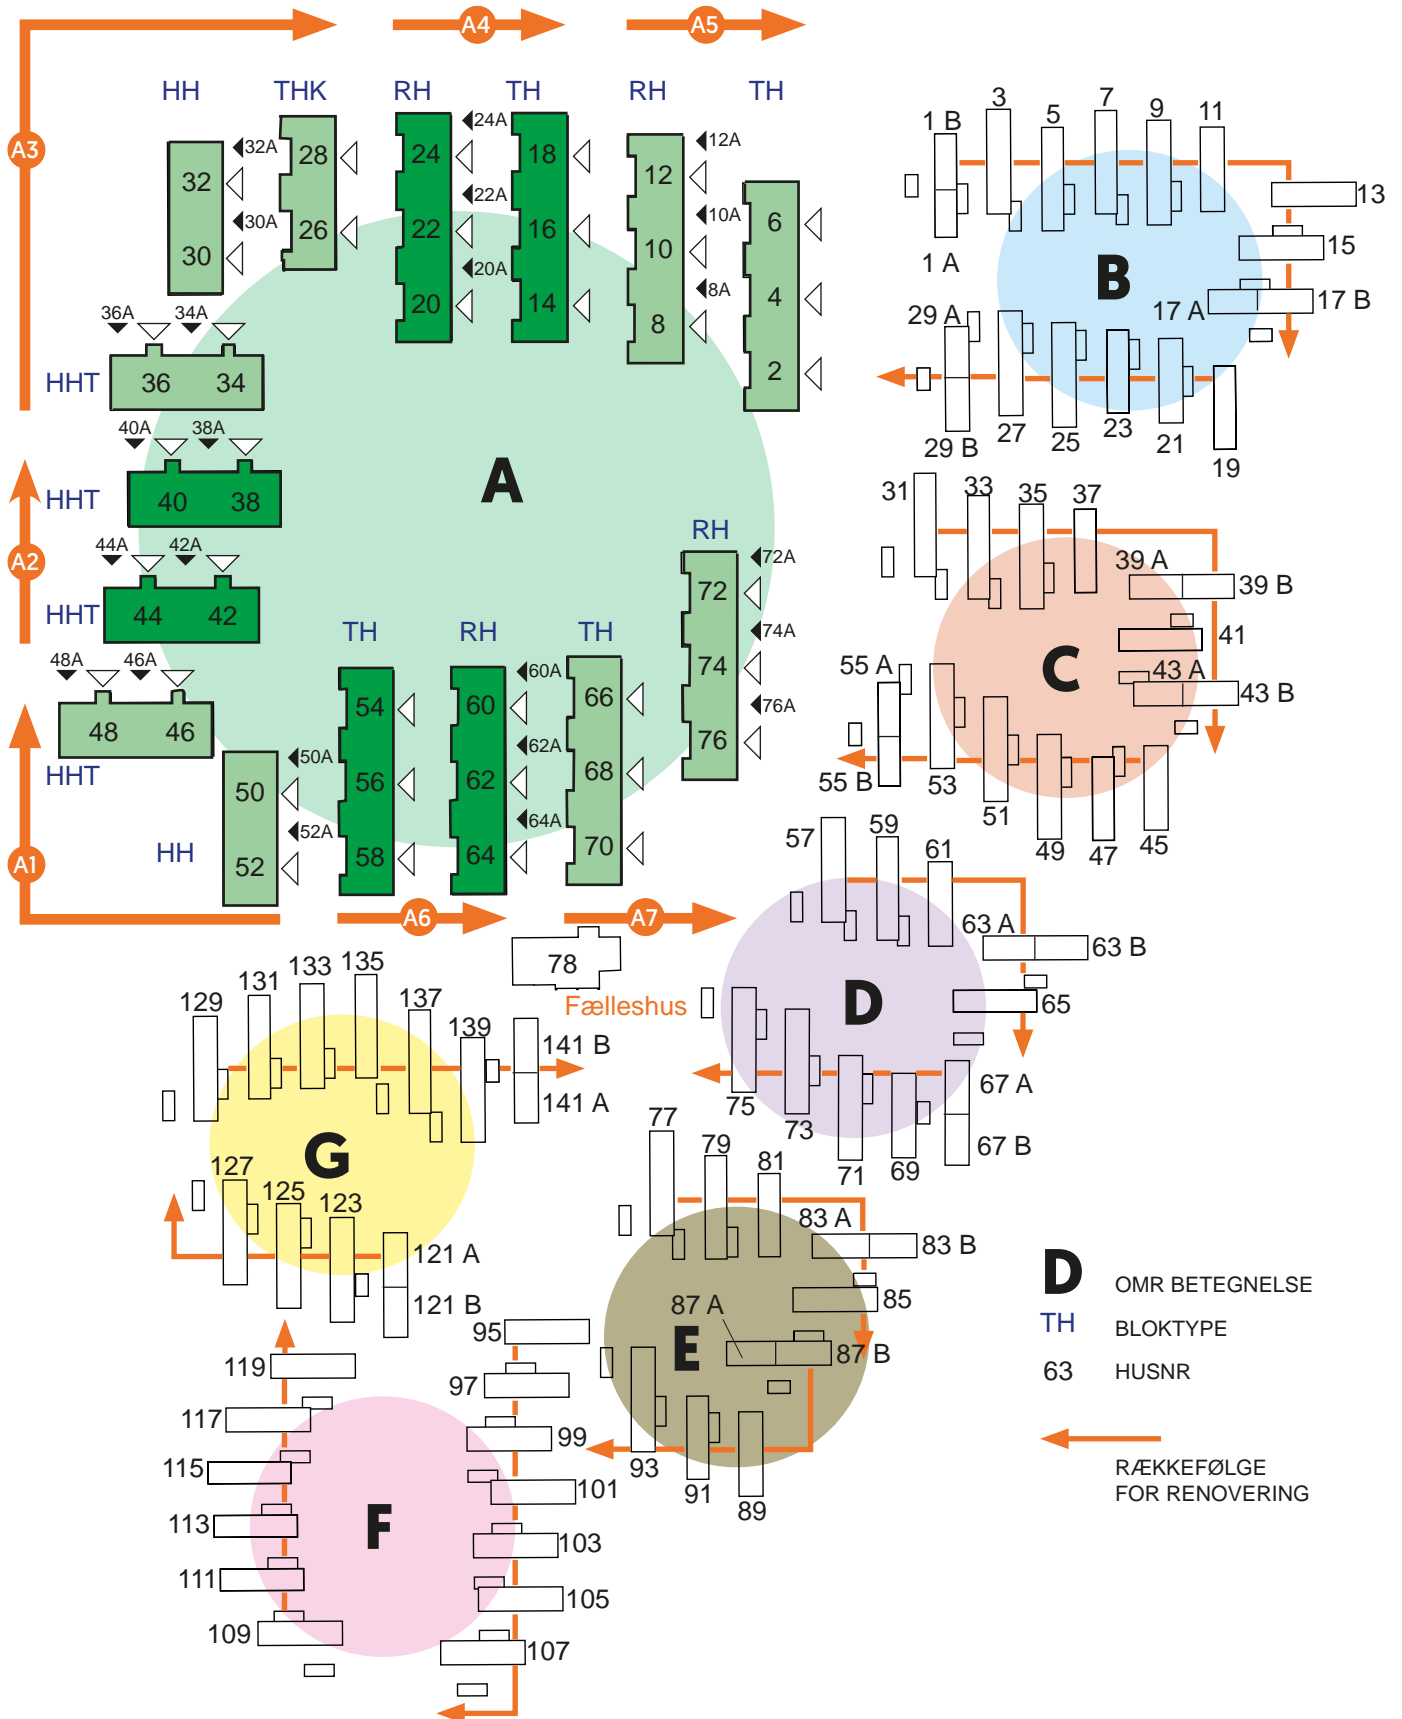 A4
A5
A3
HH
THK
RH
TH
RH
TH
32A
32
30A
30
28
26
24A
24
22A
22
20A
20
18
16
14
12A
12
10A
10
8A
8
6
4
2
36A
34A
HHT
36
34
40A
38A
HHT
40
38
A
A2
44A
42A
HHT
44
42
48A
46A
48
46
HHT
A1
HH
50A
50
52A
52
TH
54
56
58
RH
60A
60
62A
62
64A
64
TH
66
68
70
RH
72A
72
74A
74
76A
76
A6
A7
78
Fælleshus
1 B
3
5
7
9
11
13
15
17 A
17 B
1 A
B
29 A
29 B
27
25
23
21
19
31
33
35
37
39 A
39 B
41
43 A
43 B
C
55 A
55 B
53
51
49
47
45
57
59
61
63 A
63 B
65
D
67 A
67 B
75
73
71
69
129
131
133
135
137
139
141 B
141 A
G
127
125
123
121 A
121 B
77
79
81
83 A
83 B
85
87 A
87 B
E
93
91
89
95
97
99
101
103
105
107
F
119
117
115
113
111
109
D
OMR BETEGNELSE
TH
BLOKTYPE
63
HUSNR
RÆKKEFØLGE
FOR RENOVERING